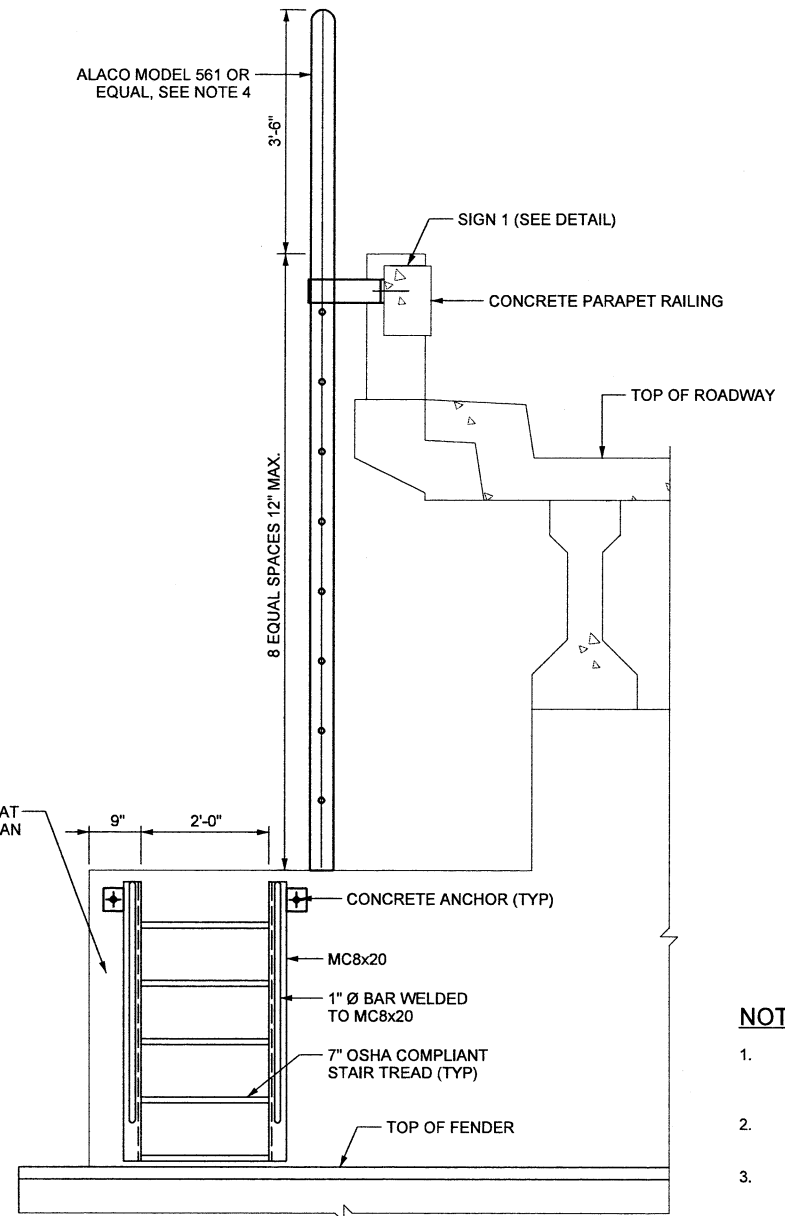 ALACO MODEL 561 OR
EQUAL, SEE NOTE 4
3'-6"
SIGN 1 (SEE DETAIL)
CONCRETE PARAPET RAILING
TOP OF ROADWAY
8 EQUAL SPACES 12" MAX.
AT
AN
9"
2'-0"
CONCRETE ANCHOR (TYP)
MC8x20
1" Ø BAR WELDED
TO MC8x20
7" OSHA COMPLIANT
STAIR TREAD (TYP)
TOP OF FENDER
NOT
1.
2.
3.